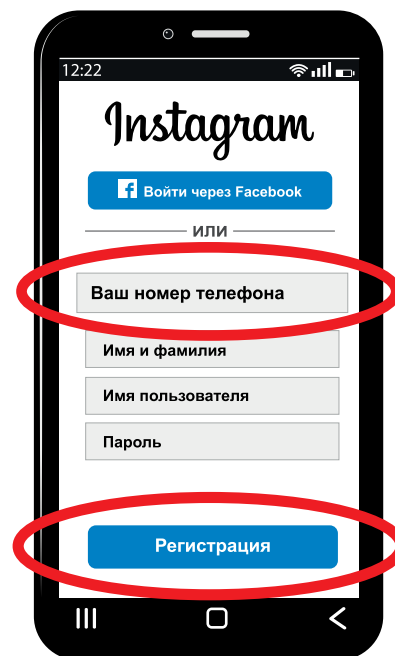 12:22
Instagram
Войти через Facebook
ИЛИ
Ваш номер телефона
Имя и фамилия
Имя пользователя
Пароль
Регистрация